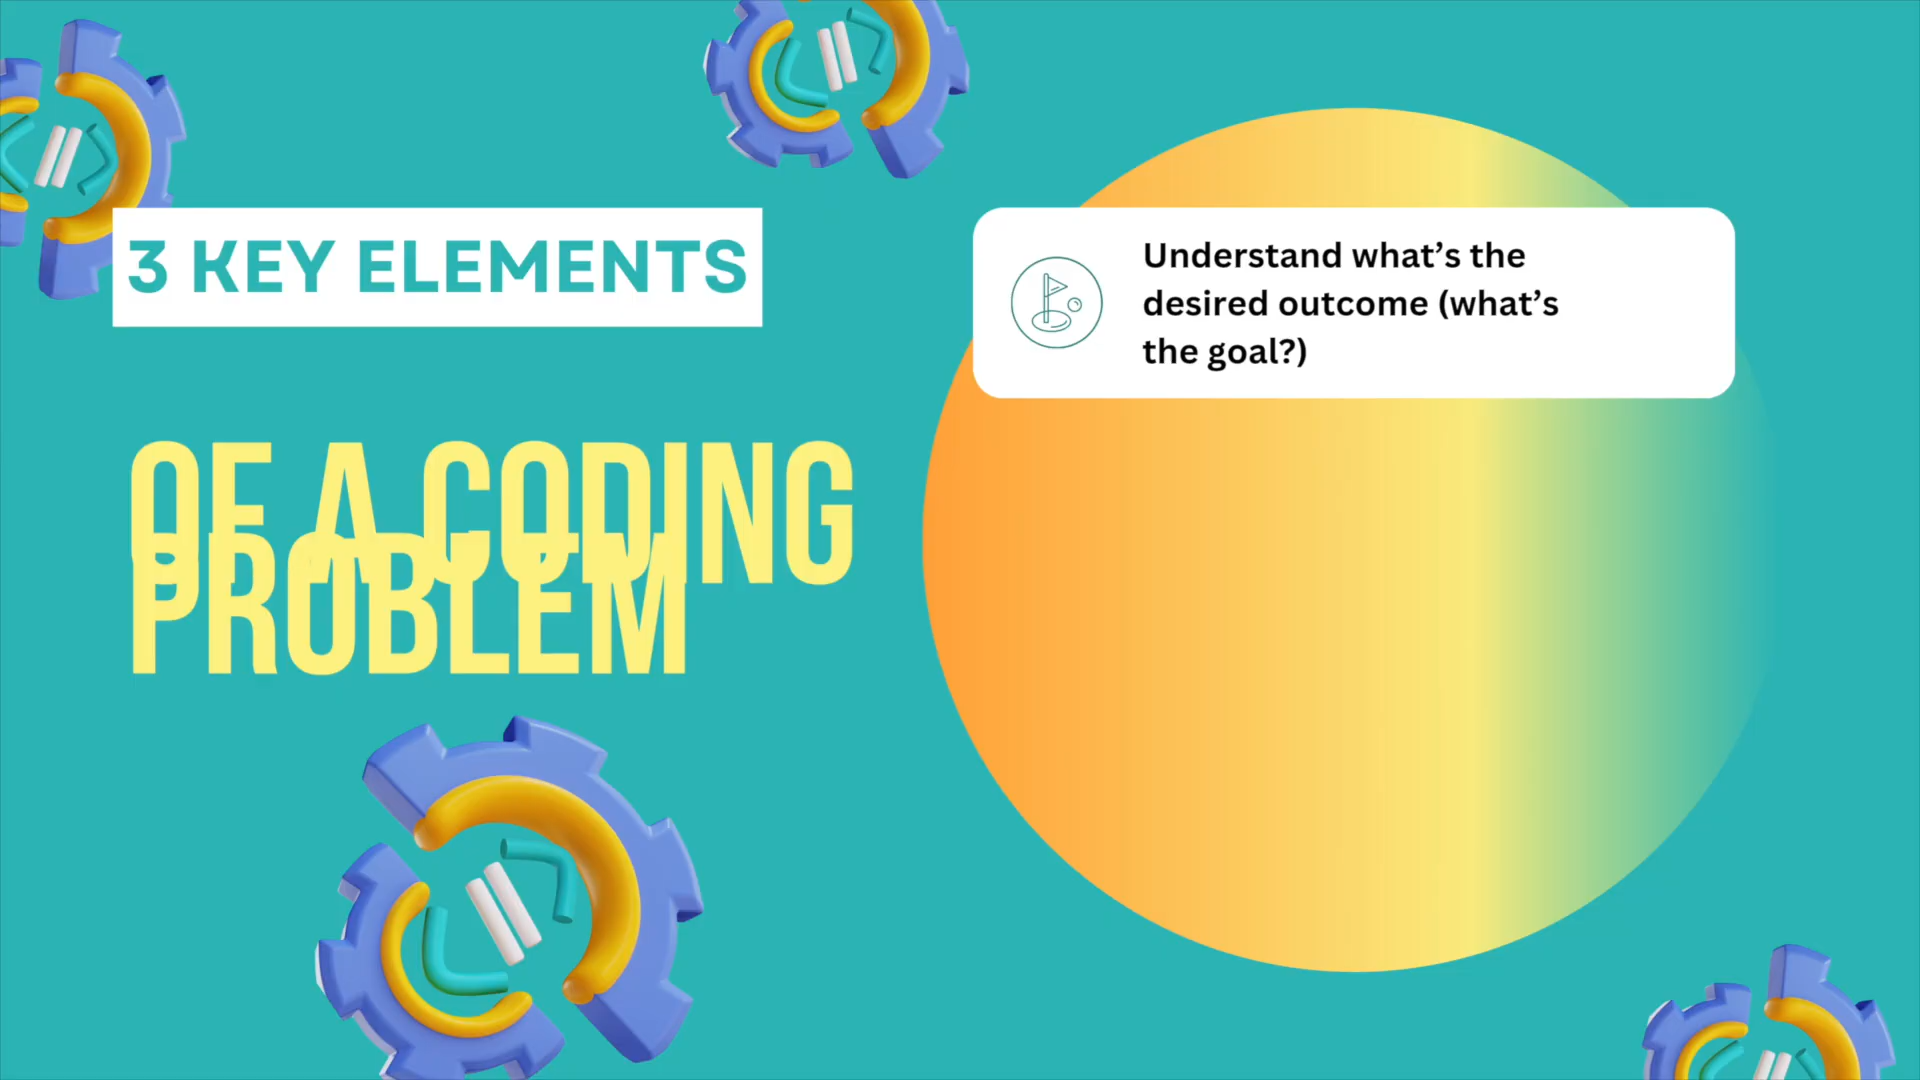 3 KEY ELEMENTS
OF A CODING
PROBLEM
Understand what’s the
desired outcome (what’s
the goal?)